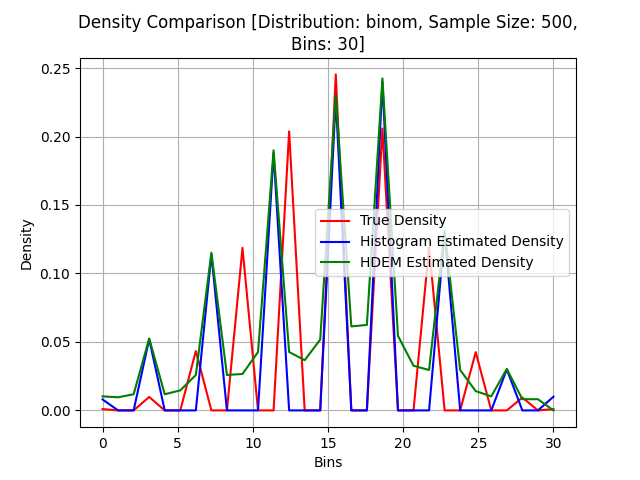 Density Comparison [Distribution: binom, Sample Size: 500,
Bins: 30]
0.25
0.20
0.15
0.10
0.05
0.00
Density
True Density
Histogram Estimated Density
HDEM Estimated Density
0 5 10 15 20 25 30
Bins